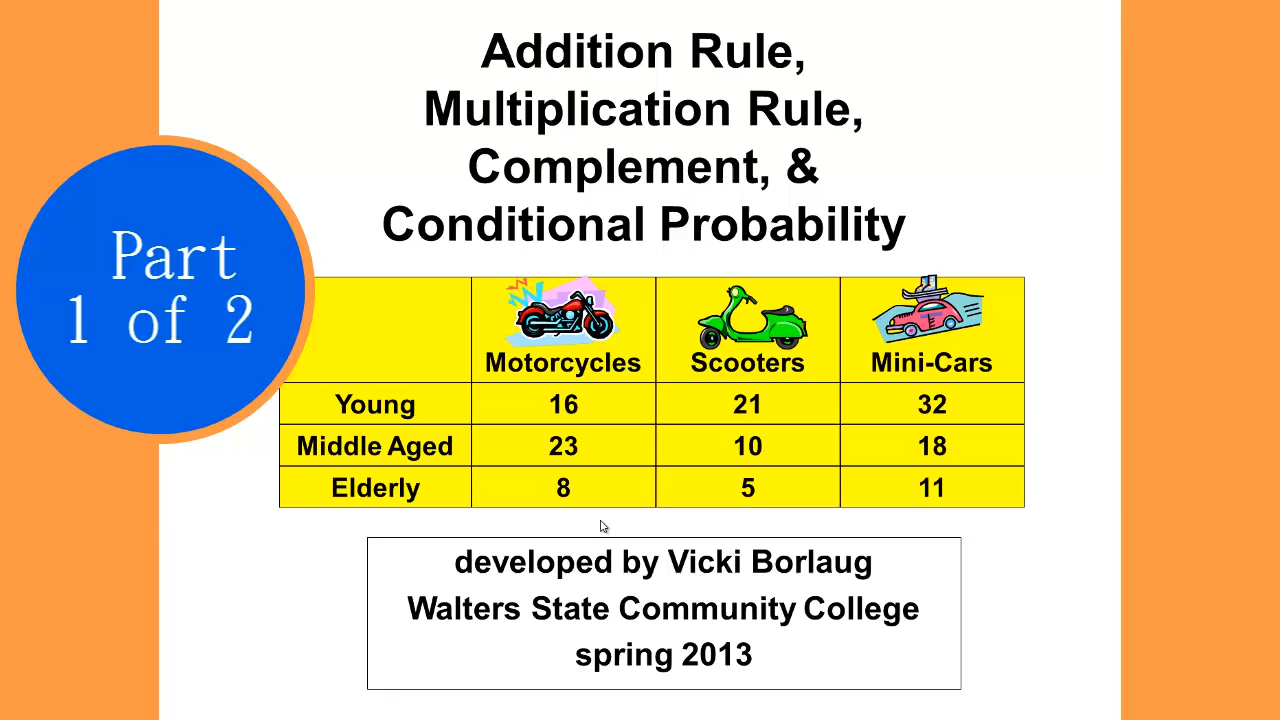 Addition Rule,
Multiplication Rule,
Complement, &
Conditional Probability
Part
1 of 2
Motorcycles Scooters Mini-Cars
Young 16 21 32
Middle Aged 23 10 18
Elderly 8 5 11
developed by Vicki Borlaug
Walters State Community College
spring 2013